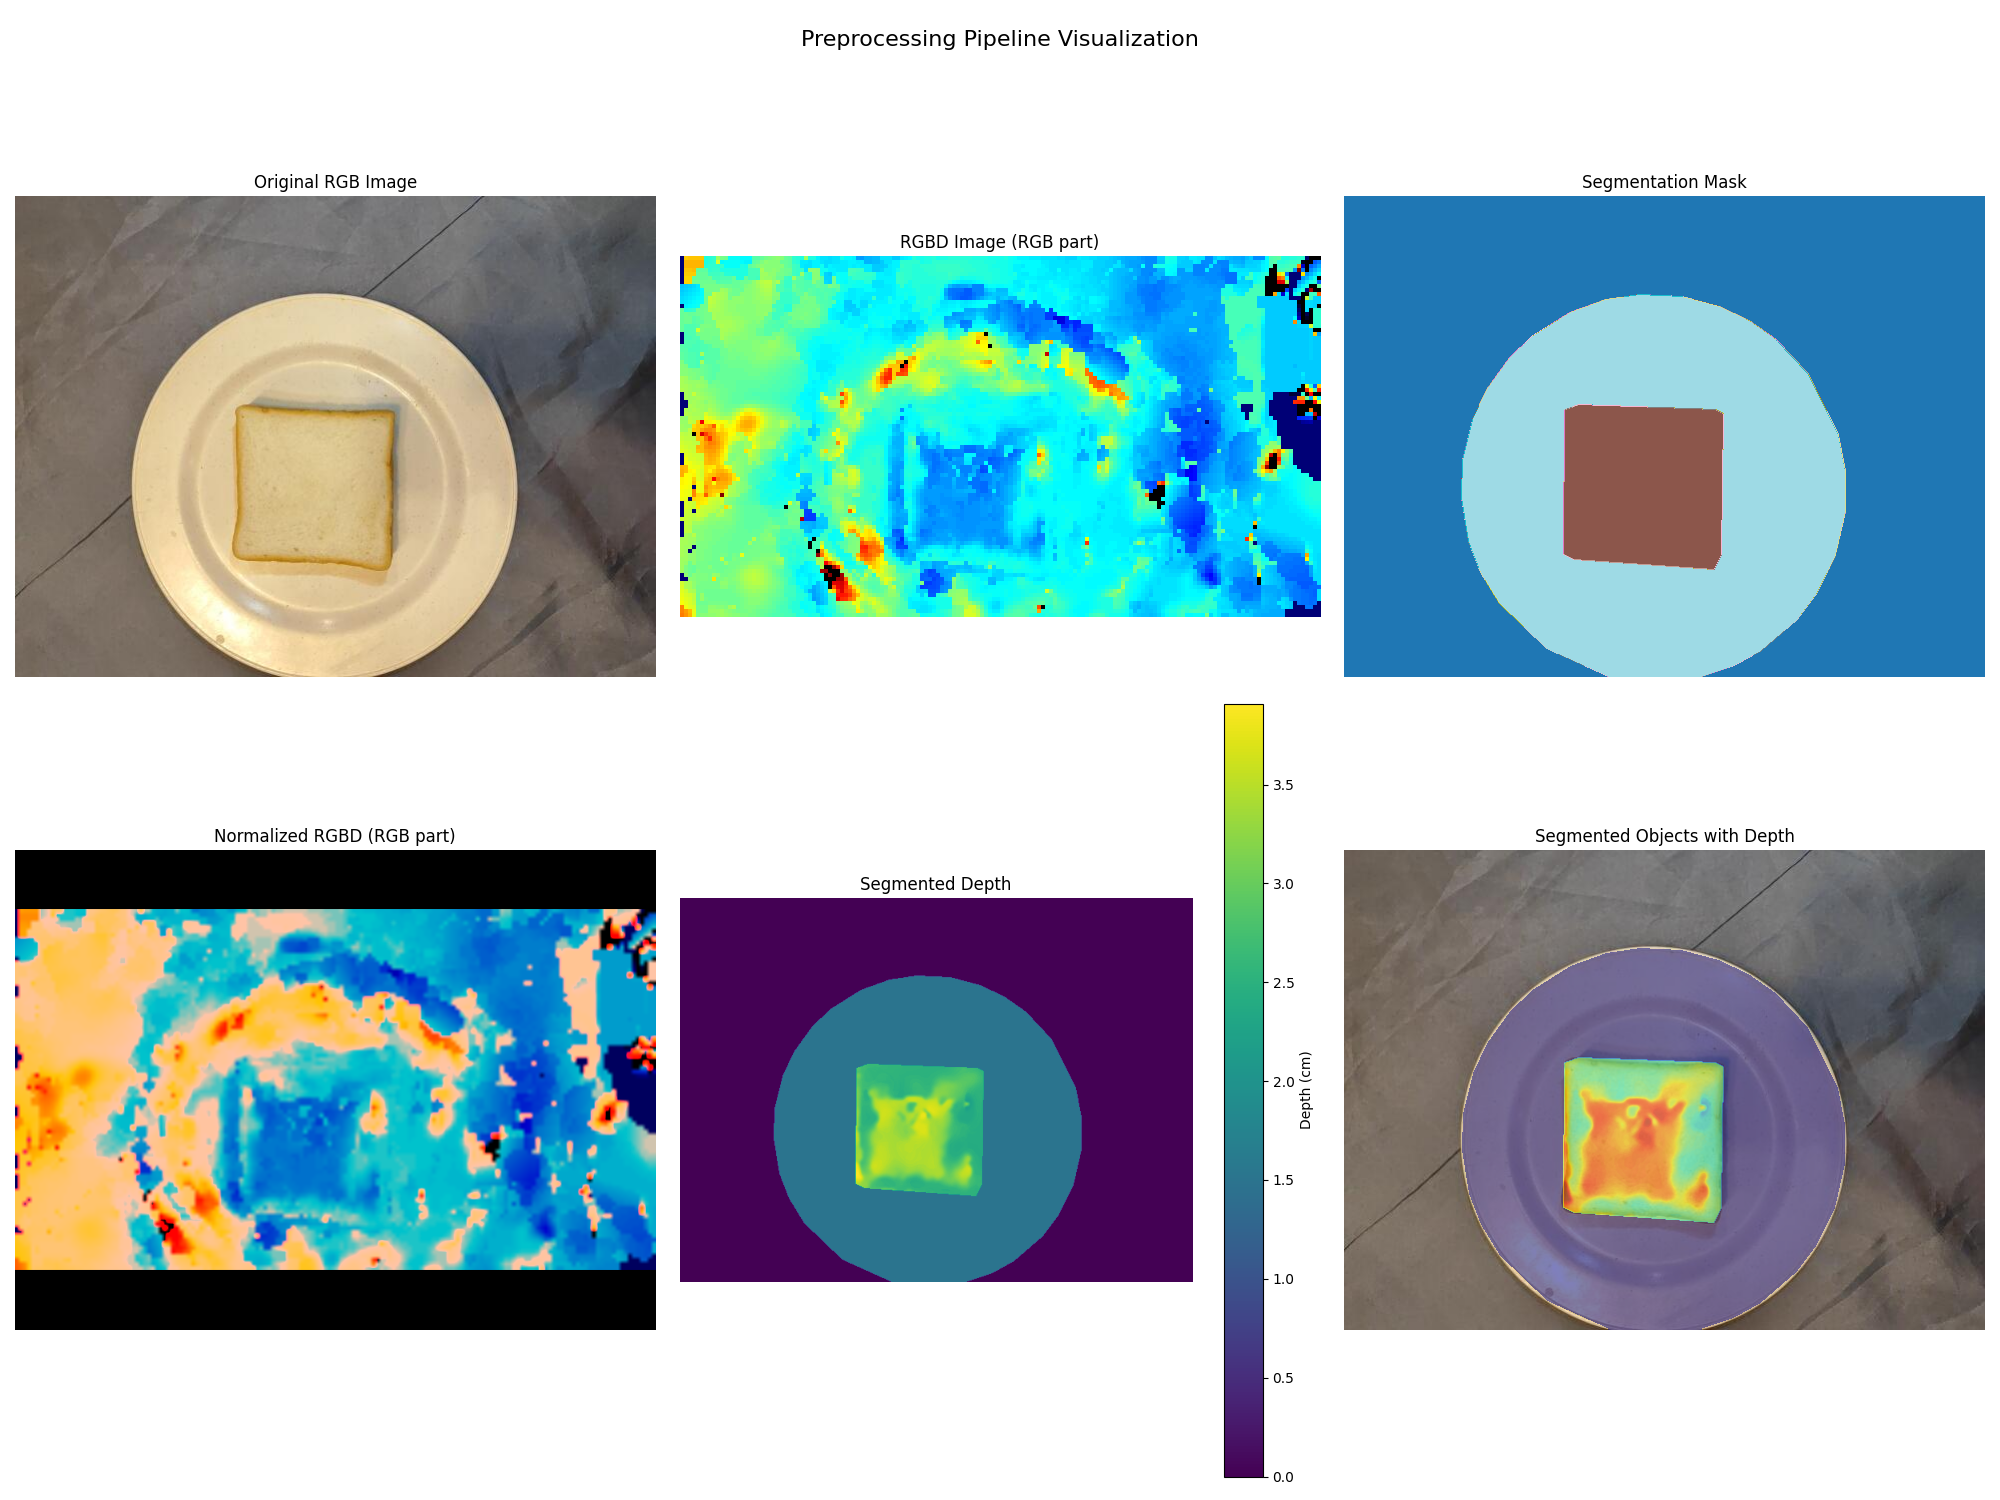 Preprocessing Pipeline Visualization
Original RGB Image
RGBD Image (RGB part)
Segmentation Mask
Normalized RGBD (RGB part)
Segmented Depth
3.5
3.0
2.5
2.0
1.5
1.0
0.5
0.0
Depth (cm)
Segmented Objects with Depth